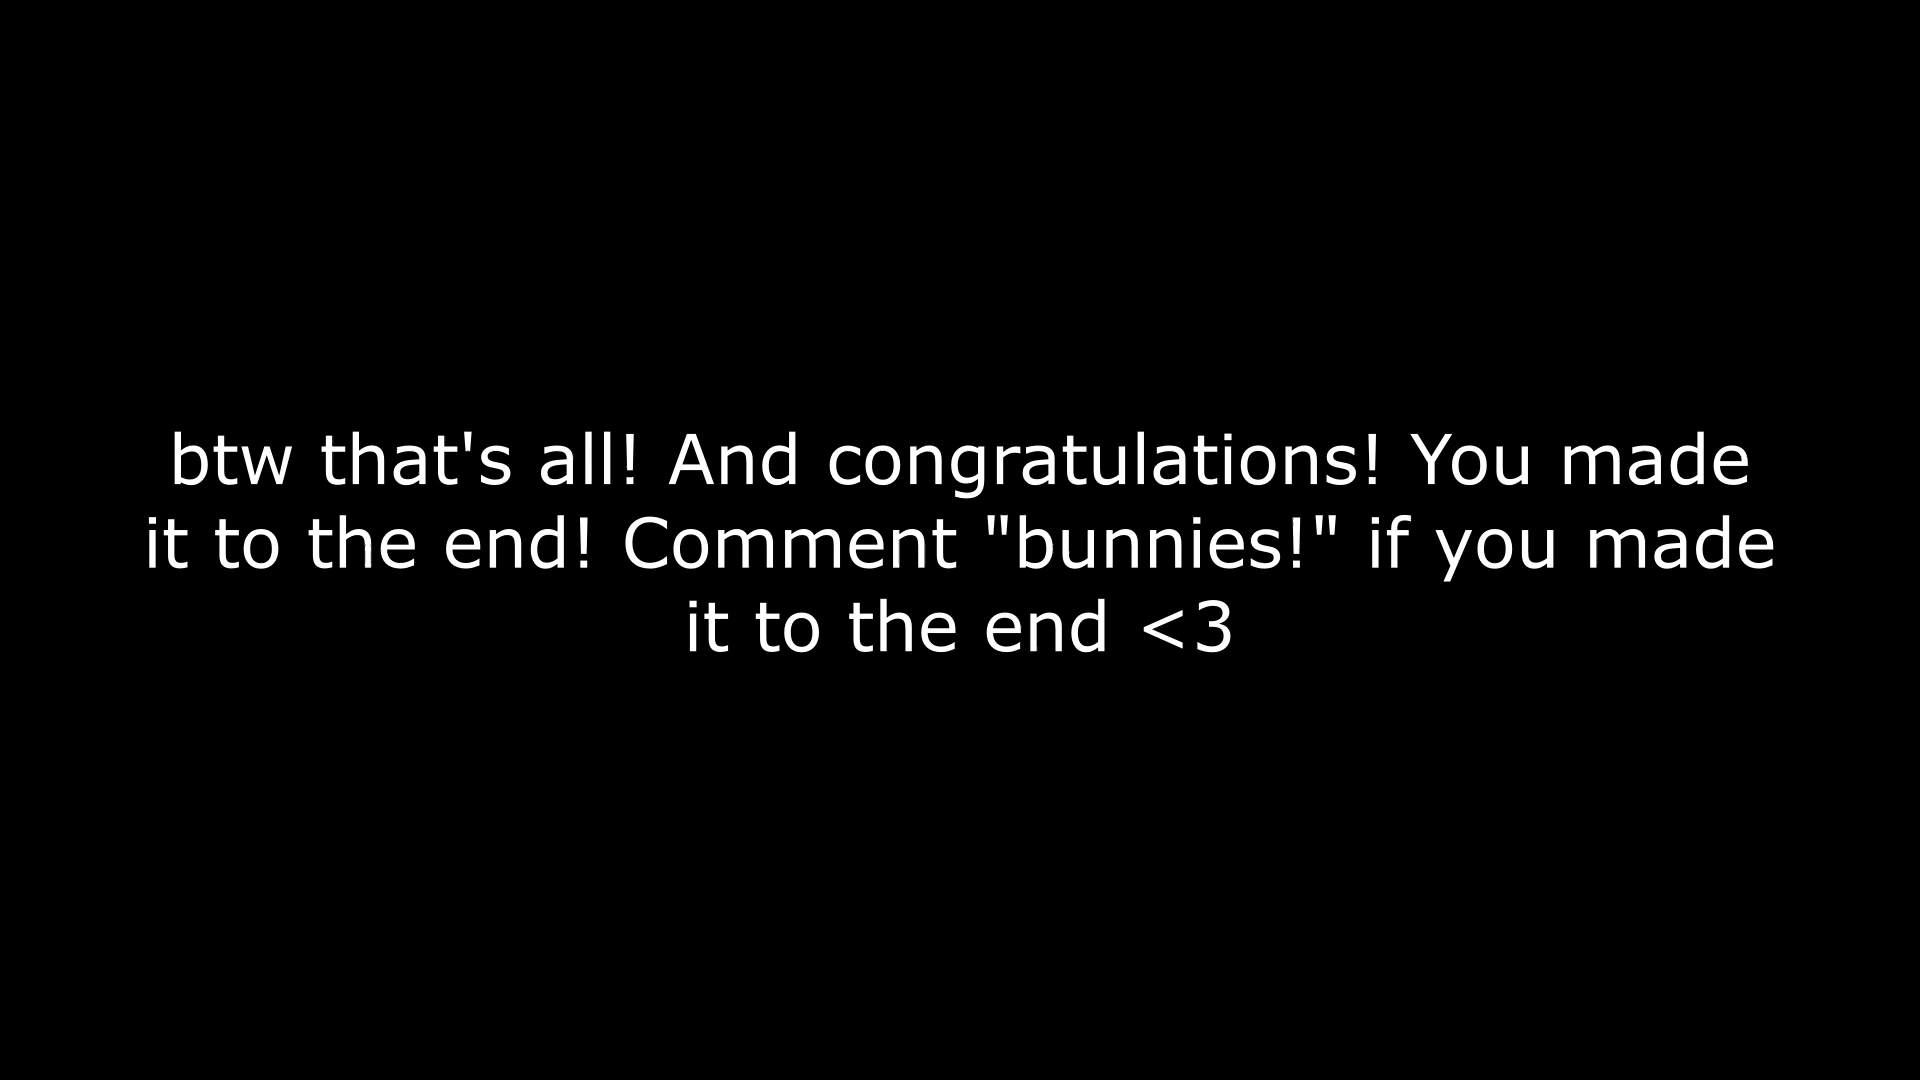 btw that's all! And congratulations! You made
it to the end! Comment "bunnies!" if you made
it to the end <3